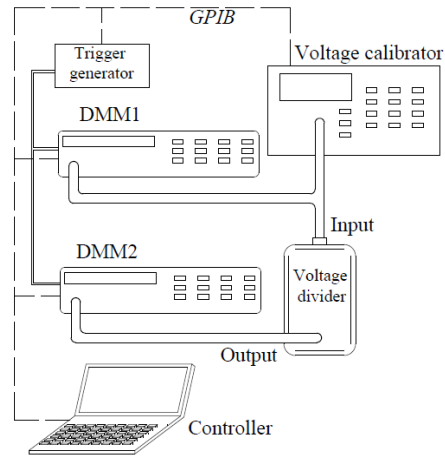 GPIB
Trigger
generator
Voltage calibrator
DMM1
Input
DMM2
Voltage
divider
Output
Controller